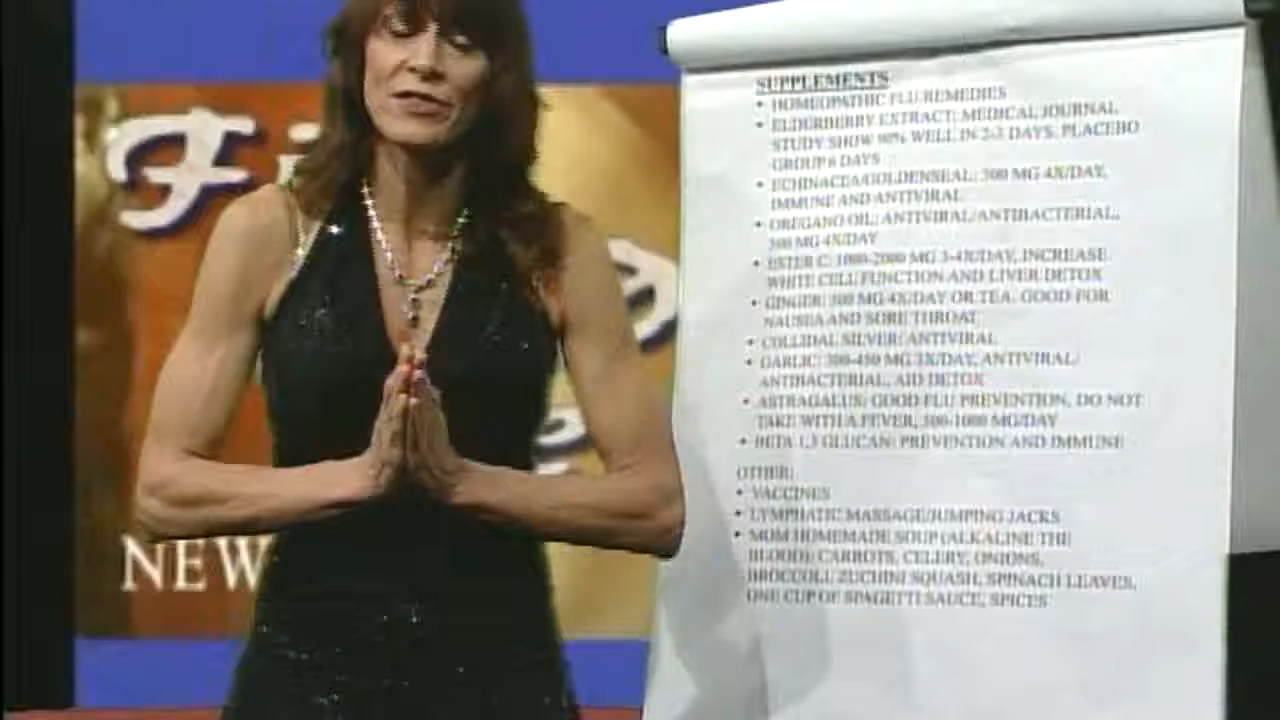 Fi
NEW
SUPPLEMENTS
• HOMEOPATHIC FLU REMEDIES
• ELDERBERRY EXTRACT: MEDICAL JOURNAL
STUDY SHOW 90% WELL IN 2-3 DAYS, PLACEBO
GROUP 6 DAYS
• ECHINACEA/GOLDENSEAL: 300 MG 4X/DAY,
IMMUNE AND ANTIVIRAL
• OREGANO OIL: ANTIVIRAL/ANTIBACTERIAL,
500 MG 4X/DAY
• ESTER C: 1000-2000 MG 3-4X/DAY, INCREASE
WHITE CELL FUNCTION AND LIVER DETOX
• GINGER: 500 MG 4X/DAY OR TEA. GOOD FOR
NAUSEA AND SORE THROAT
• COLLIDAL SILVER: ANTIVIRAL
• GARLIC: 300-450 MG 3X/DAY, ANTIVIRAL/
ANTIBACTERIAL, AID DETOX
• ASTRAGALUS: GOOD FLU PREVENTION, DO NOT
TAKE WITH A FEVER, 500-1000 MG/DAY
• BETA 1,3 GLUCAN: PREVENTION AND IMMUNE
OTHER:
• VACCINES
• LYMPHATIC MASSAGE/JUMPING JACKS
• MOM HOMEMADE SOUP (ALKALINE THE
BLOOD): CARROTS, CELERY, ONIONS,
BROCCOLI, ZUCHINI SQUASH, SPINACH LEAVES,
ONE CUP OF SPAGETTI SAUCE, SPICES